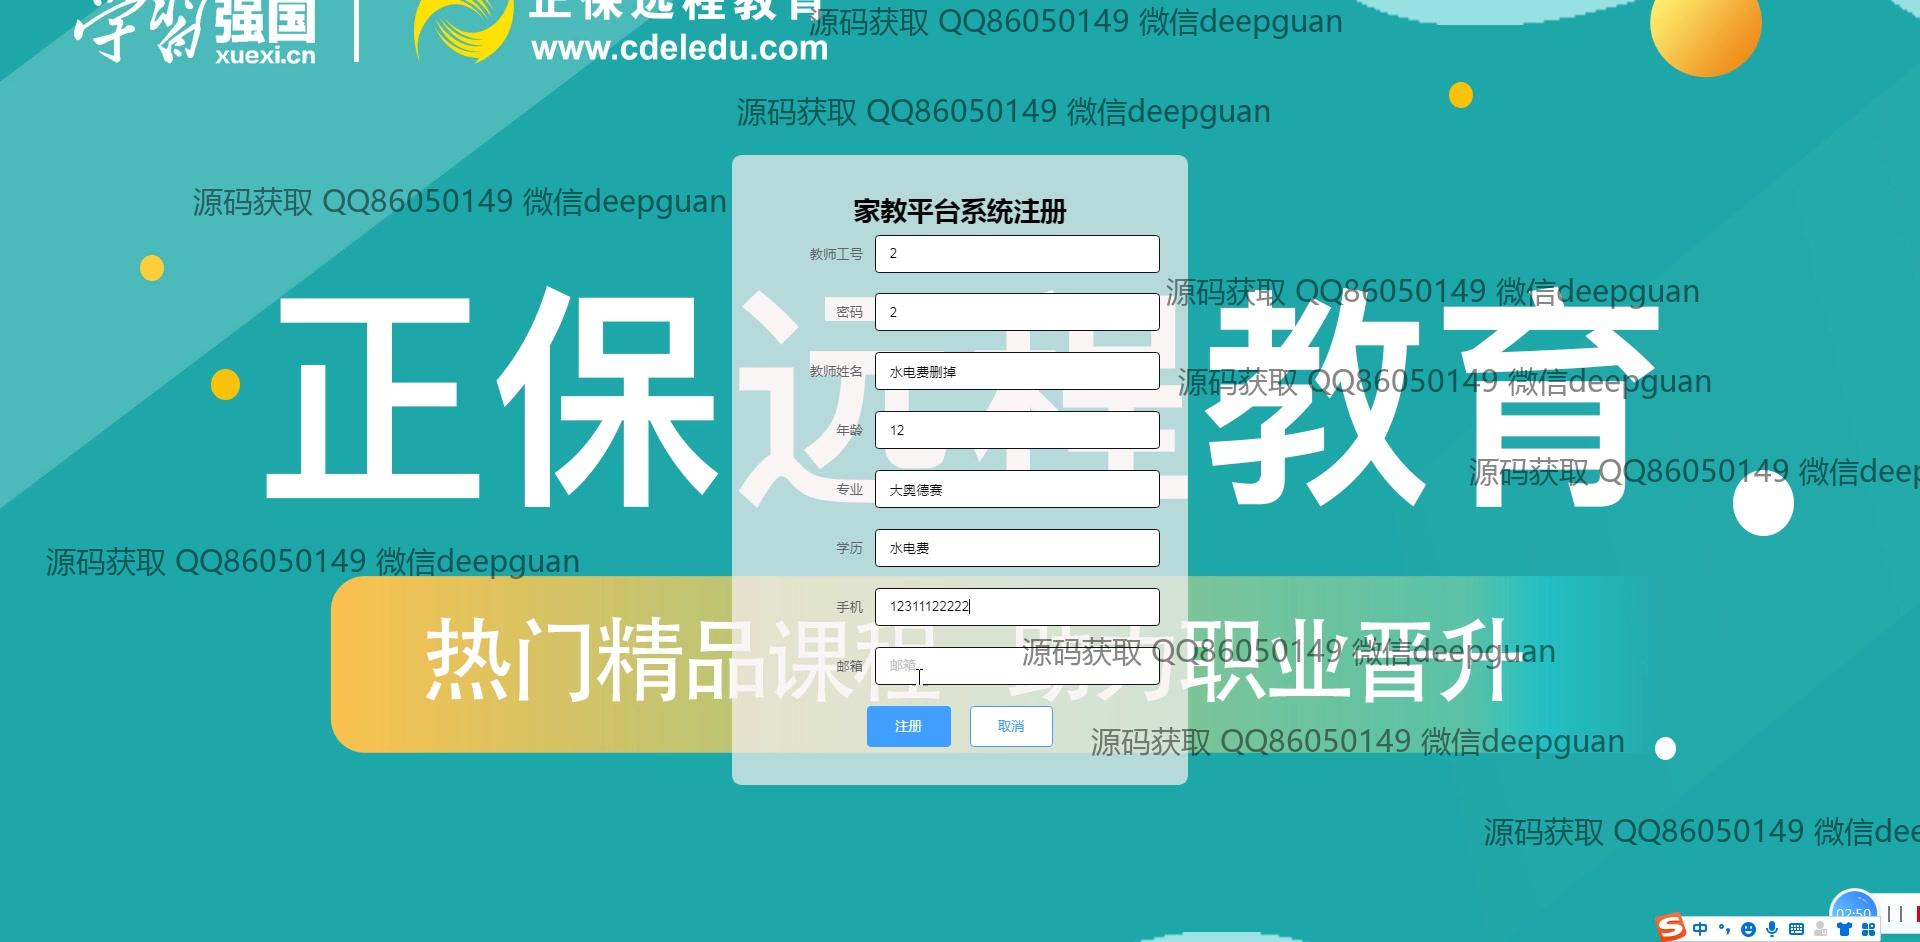 学习强国
xuexi.cn
正保远程教育
www.cdeledu.com
源码获取 QQ86050149 微信deepguan
源码获取 QQ86050149 微信deepguan
源码获取 QQ86050149 微信deepguan
家教平台系统注册
教师工号 2
源码获取 QQ86050149 微信deepguan
密码 2
正保远程教育
教师姓名 水电费删掉
源码获取 QQ86050149 微信deepguan
年龄 12
源码获取 QQ86050149 微信deep
专业 大奥德赛
学历 水电费
源码获取 QQ86050149 微信deepguan
手机 12311122222
热门精品课程 助力职业晋升
源码获取 QQ86050149 微信deepguan
邮箱 邮箱
注册 取消
源码获取 QQ86050149 微信deepguan
源码获取 QQ86050149 微信dee
02:50
中